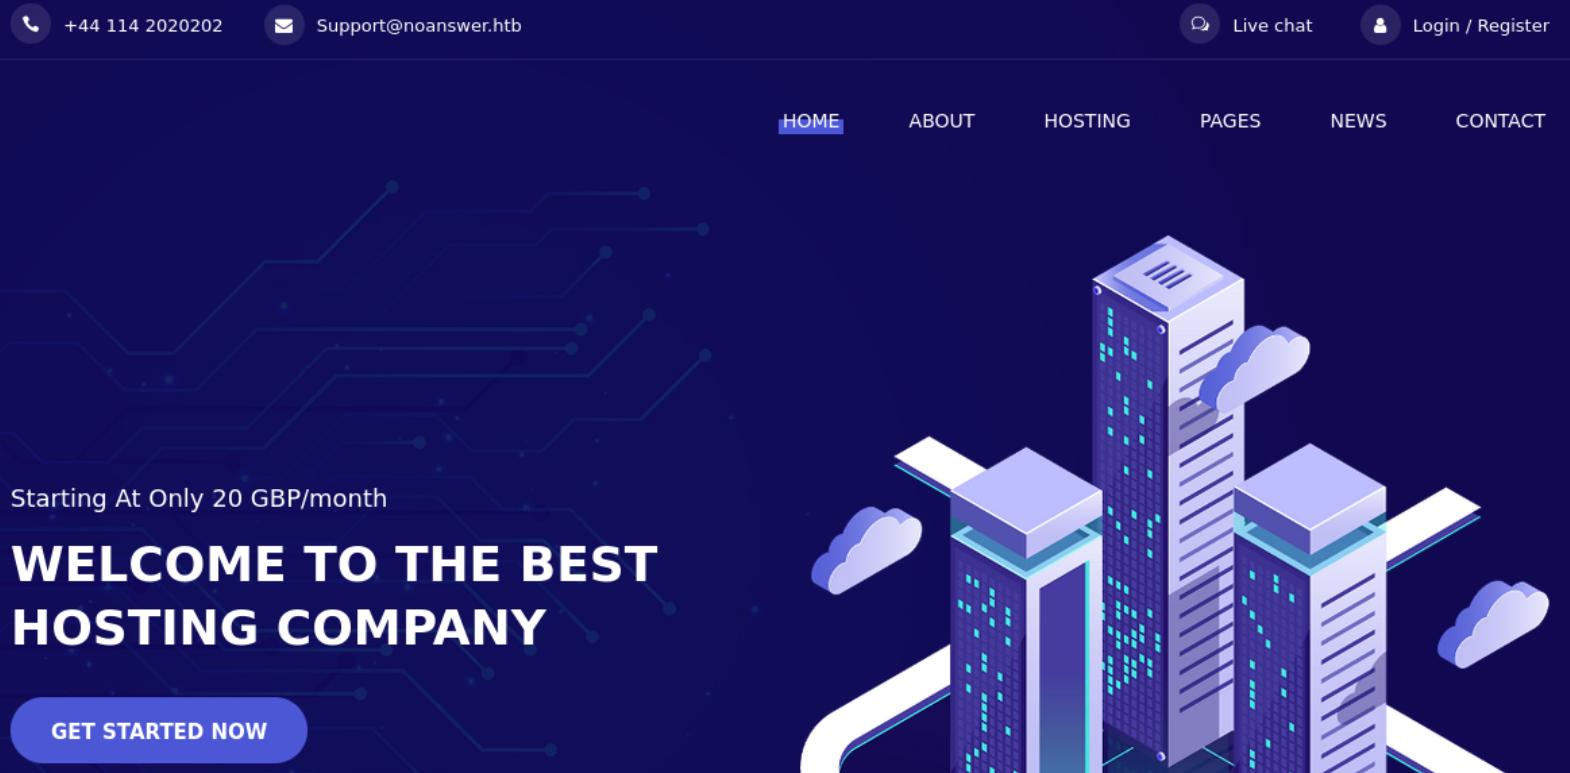 +44 114 2020202
Support@noanswer.htb
Live chat
Login / Register
HOME
ABOUT
HOSTING
PAGES
NEWS
CONTACT
Starting At Only 20 GBP/month
WELCOME TO THE BEST
HOSTING COMPANY
GET STARTED NOW